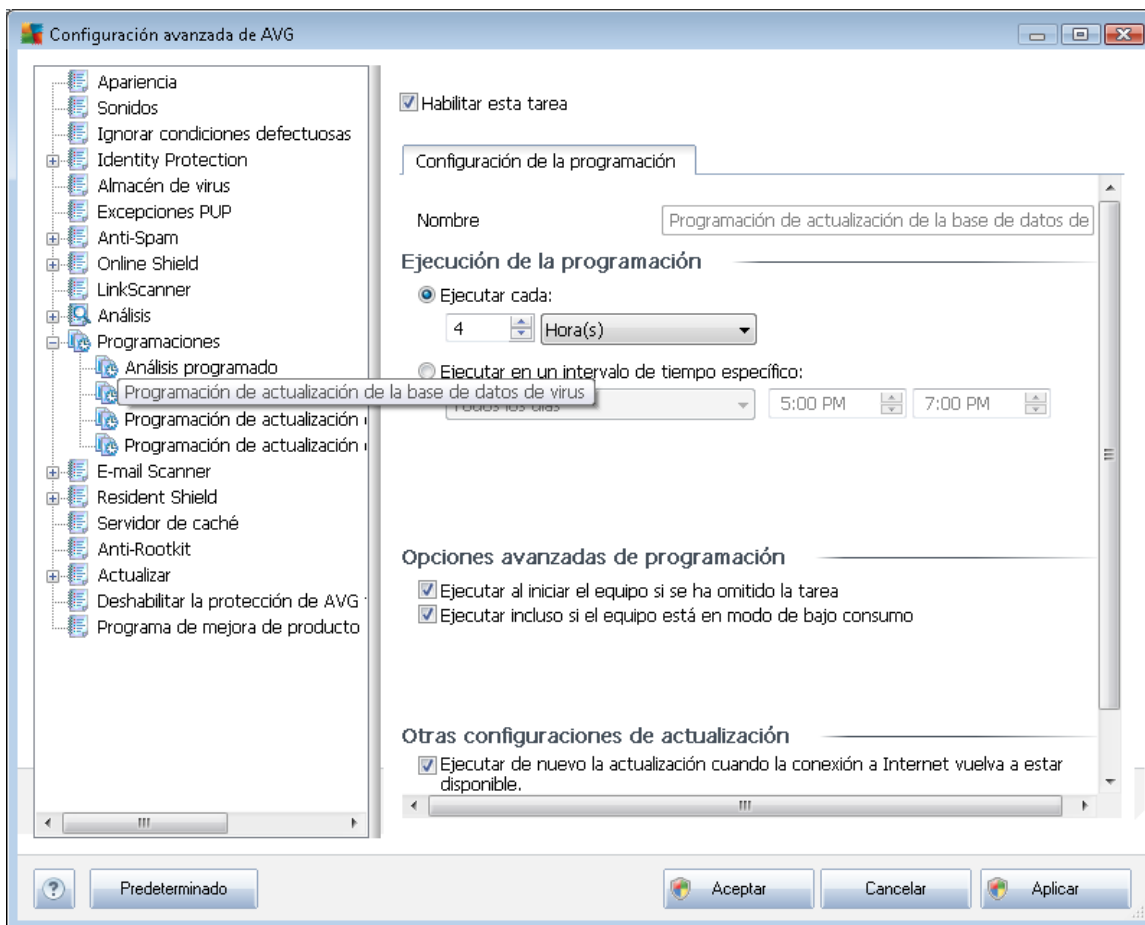 Configuración avanzada de AVG
Apariencia
Sonidos
Ignorar condiciones defectuosas
Identity Protection
Almacén de virus
Excepciones PUP
Anti-Spam
Online Shield
LinkScanner
Análisis
Programaciones
Análisis programado
Programación de actualización de la base de datos de virus
Programación de actualización
Programación de actualización
E-mail Scanner
Resident Shield
Servidor de caché
Anti-Rootkit
Actualizar
Deshabilitar la protección de AVG
Programa de mejora de producto
Habilitar esta tarea
Configuración de la programación
Nombre
Programación de actualización de la base de datos de
Ejecución de la programación
Ejecutar cada:
4 Hora(s)
Ejecutar en un intervalo de tiempo específico:
Todos los días 5:00 PM 7:00 PM
Opciones avanzadas de programación
Ejecutar al iniciar el equipo si se ha omitido la tarea
Ejecutar incluso si el equipo está en modo de bajo consumo
Otras configuraciones de actualización
Ejecutar de nuevo la actualización cuando la conexión a Internet vuelva a estar
disponible.
? Predeterminado Aceptar Cancelar Aplicar